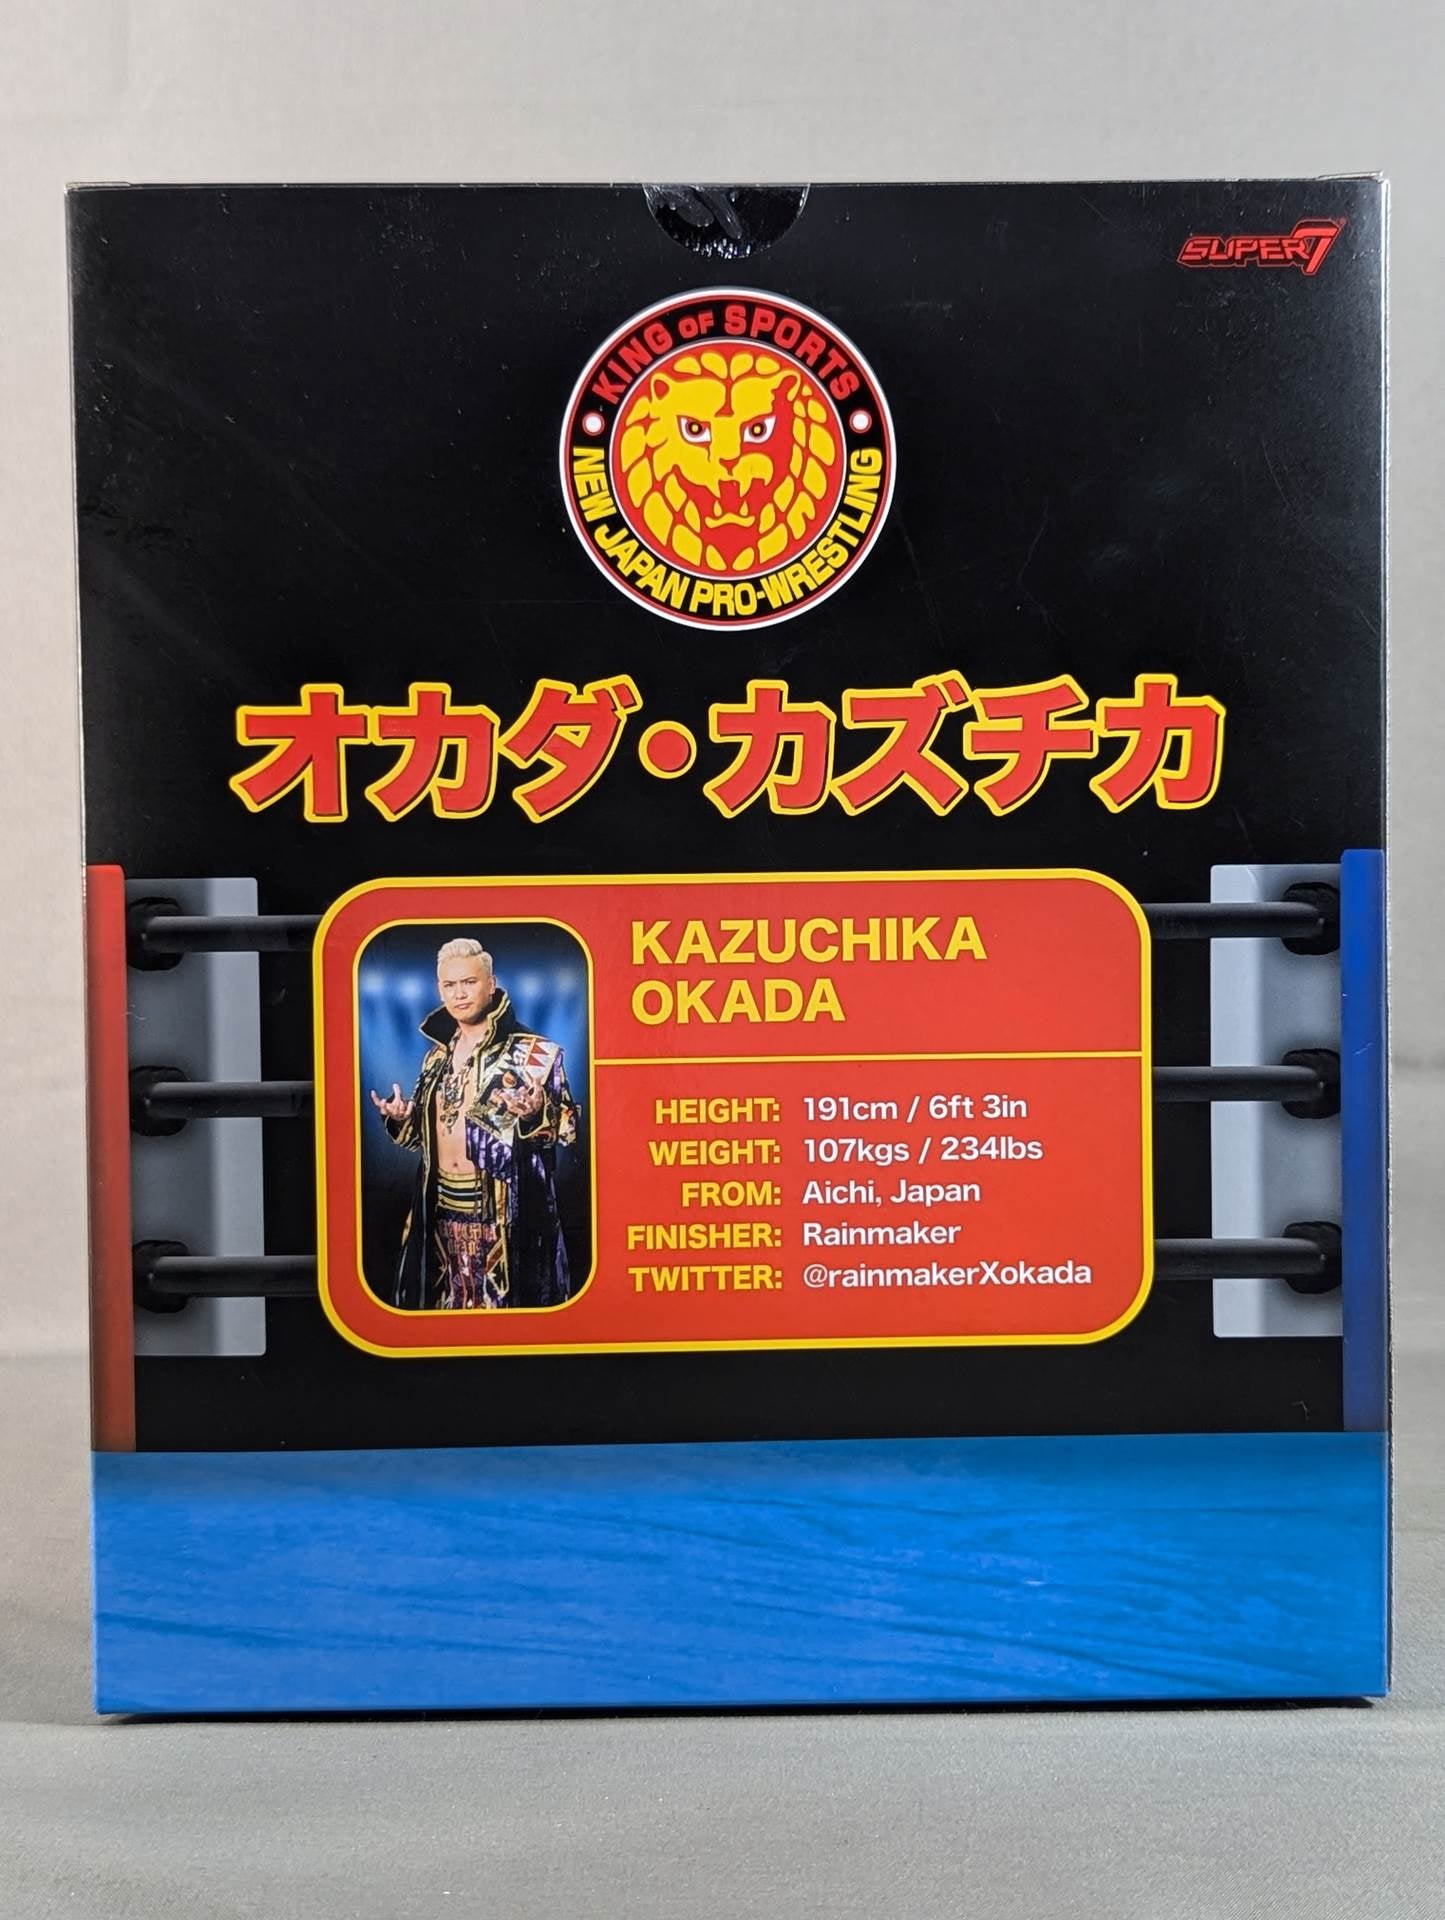 SUPER7
KING OF SPORTS
NEW JAPAN PRO-WRESTLING
オカダ・カズチカ
KAZUCHIKA
OKADA
HEIGHT: 191cm / 6ft 3in
WEIGHT: 107kgs / 234lbs
FROM: Aichi, Japan
FINISHER: Rainmaker
TWITTER: @rainmakerXokada